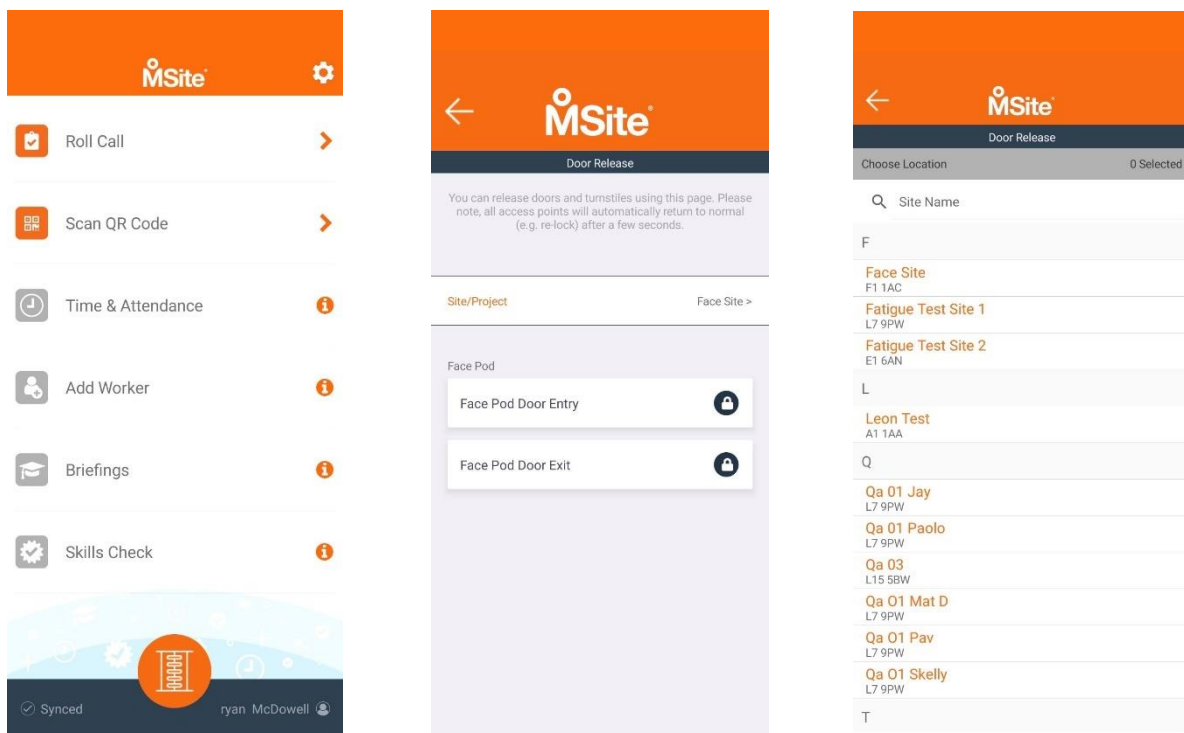 MSite
Roll Call
Scan QR Code
Time & Attendance
Add Worker
Briefings
Skills Check
Synced
ryan McDowell
MSite
Door Release
You can release doors and turnstiles using this page. Please
note, all access points will automatically return to normal
(e.g. re-lock) after a few seconds.
Site/Project Face Site >
Face Pod
Face Pod Door Entry
Face Pod Door Exit
MSite
Door Release
Choose Location 0 Selected
Site Name
F
Face Site
F1 1AC
Fatigue Test Site 1
L7 9PW
Fatigue Test Site 2
E1 6AN
L
Leon Test
A1 1AA
Q
Qa 01 Jay
L7 9PW
Qa 01 Paolo
L7 9PW
Qa 03
L15 5BW
Qa O1 Mat D
L7 9PW
Qa O1 Pav
L7 9PW
Qa O1 Skelly
L7 9PW
T